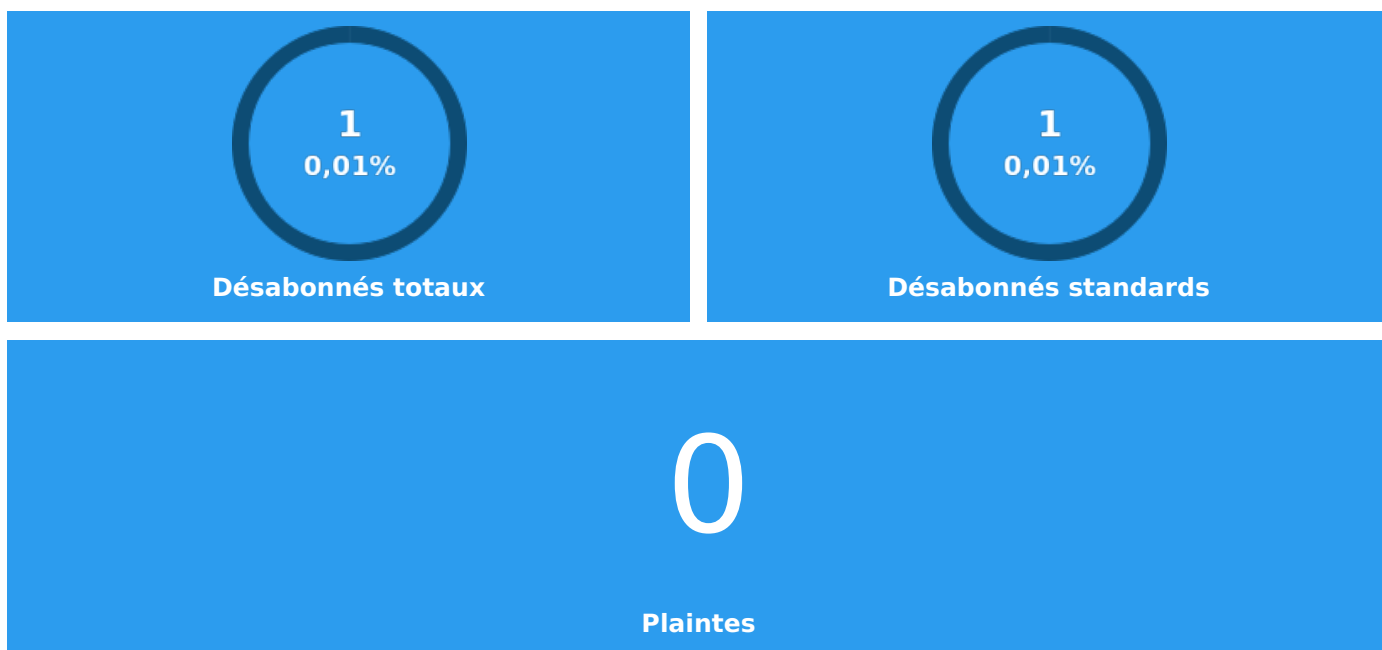 1
0,01%
Désabonnés totaux
1
0,01%
Désabonnés standards
0
Plaintes